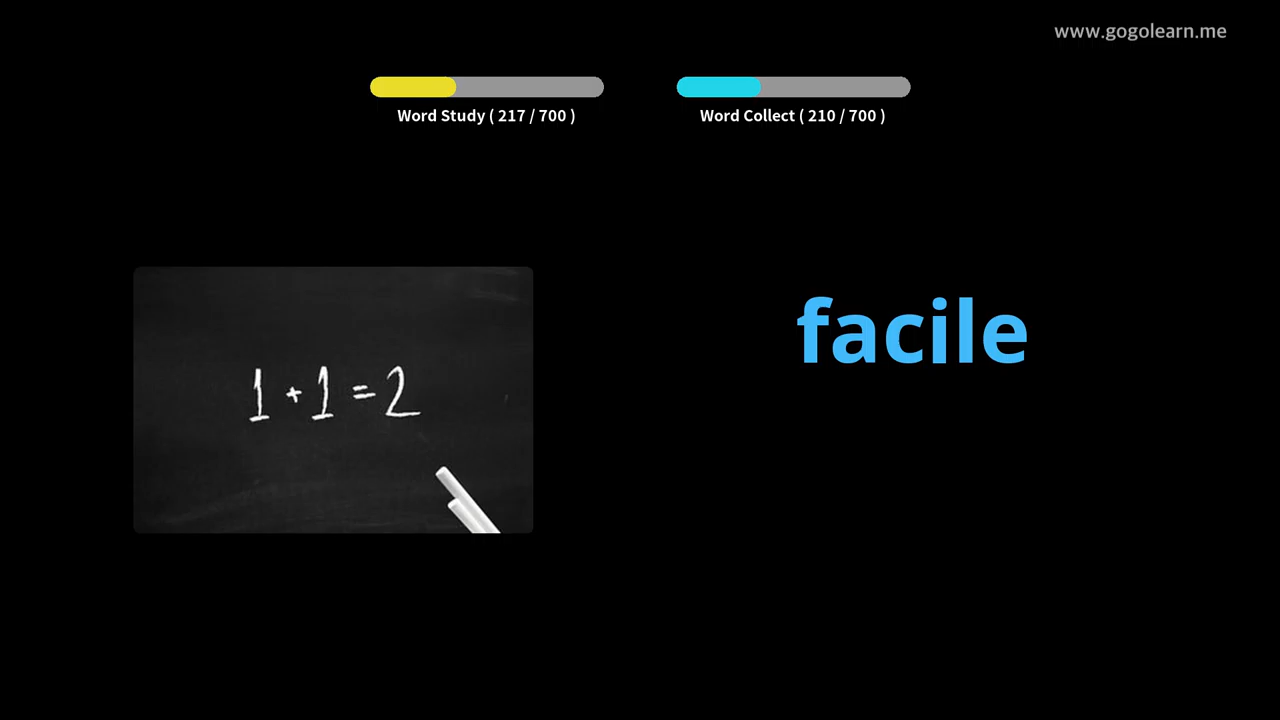 www.gogolearn.me
Word Study ( 217 / 700 )
Word Collect ( 210 / 700 )
1 + 1 = 2
facile